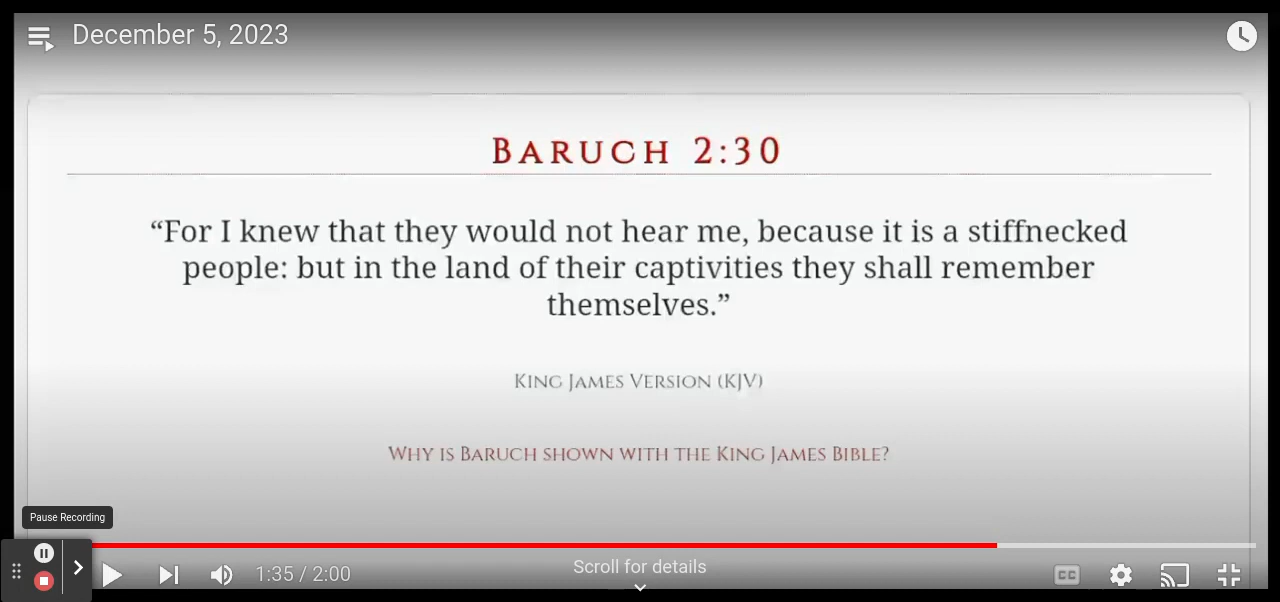 December 5, 2023
BARUCH 2:30
“For I knew that they would not hear me, because it is a stiffnecked
people: but in the land of their captivities they shall remember
themselves.”
KING JAMES VERSION (KJV)
WHY IS BARUCH SHOWN WITH THE KING JAMES BIBLE?
Pause Recording
Scroll for details
1:35 / 2:00
CC